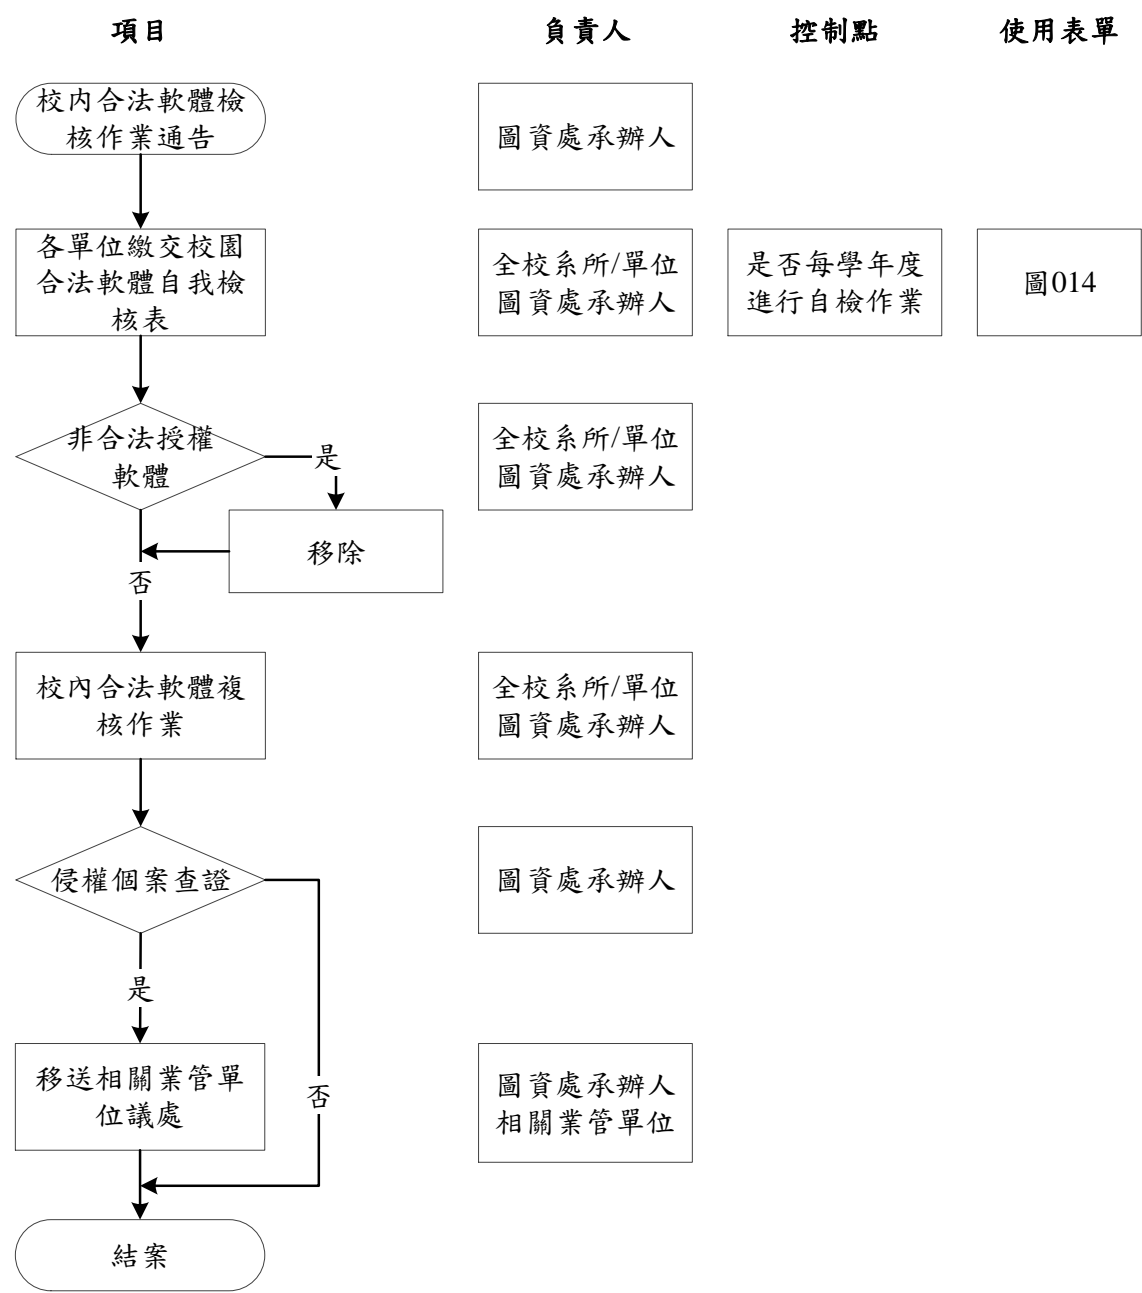 項目 負責人 控制點 使用表單
校內合法軟體檢
核作業通告
圖資處承辦人
各單位繳交校園
合法軟體自我檢
核表
全校系所/單位
圖資處承辦人
是否每學年度
進行自檢作業
圖014
非合法授權
軟體
是
全校系所/單位
圖資處承辦人
移除
否
校內合法軟體複
核作業
全校系所/單位
圖資處承辦人
侵權個案查證
圖資處承辦人
是
移送相關業管單
位議處
否
圖資處承辦人
相關業管單位
結案